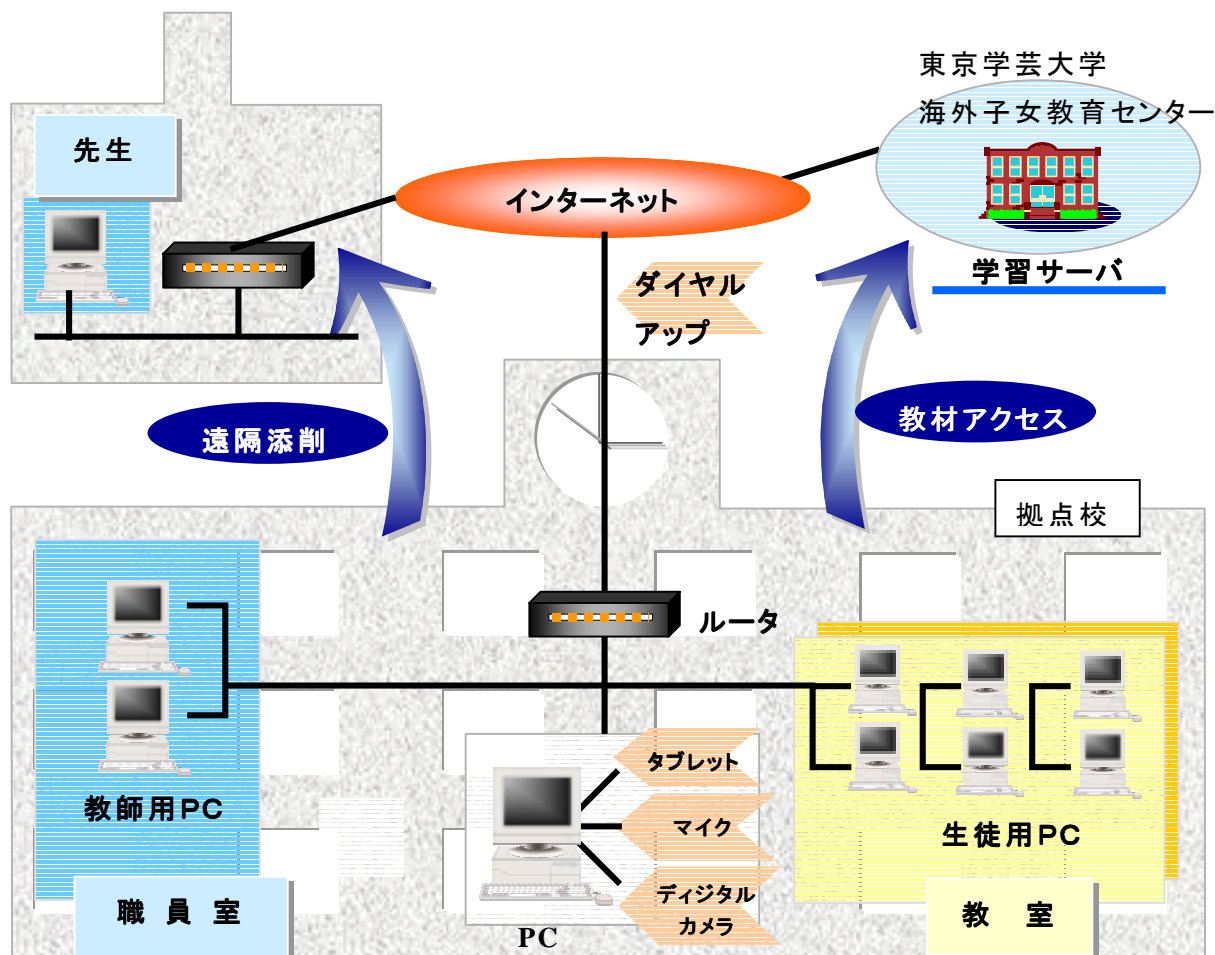 東京学芸大学
海外子女教育センター
先生
インターネット
学習サーバ
ダイヤル
アップ
遠隔添削
教材アクセス
拠点校
ルータ
タブレット
マイク
ディジタル
カメラ
PC
教師用PC
生徒用PC
職員室
教室